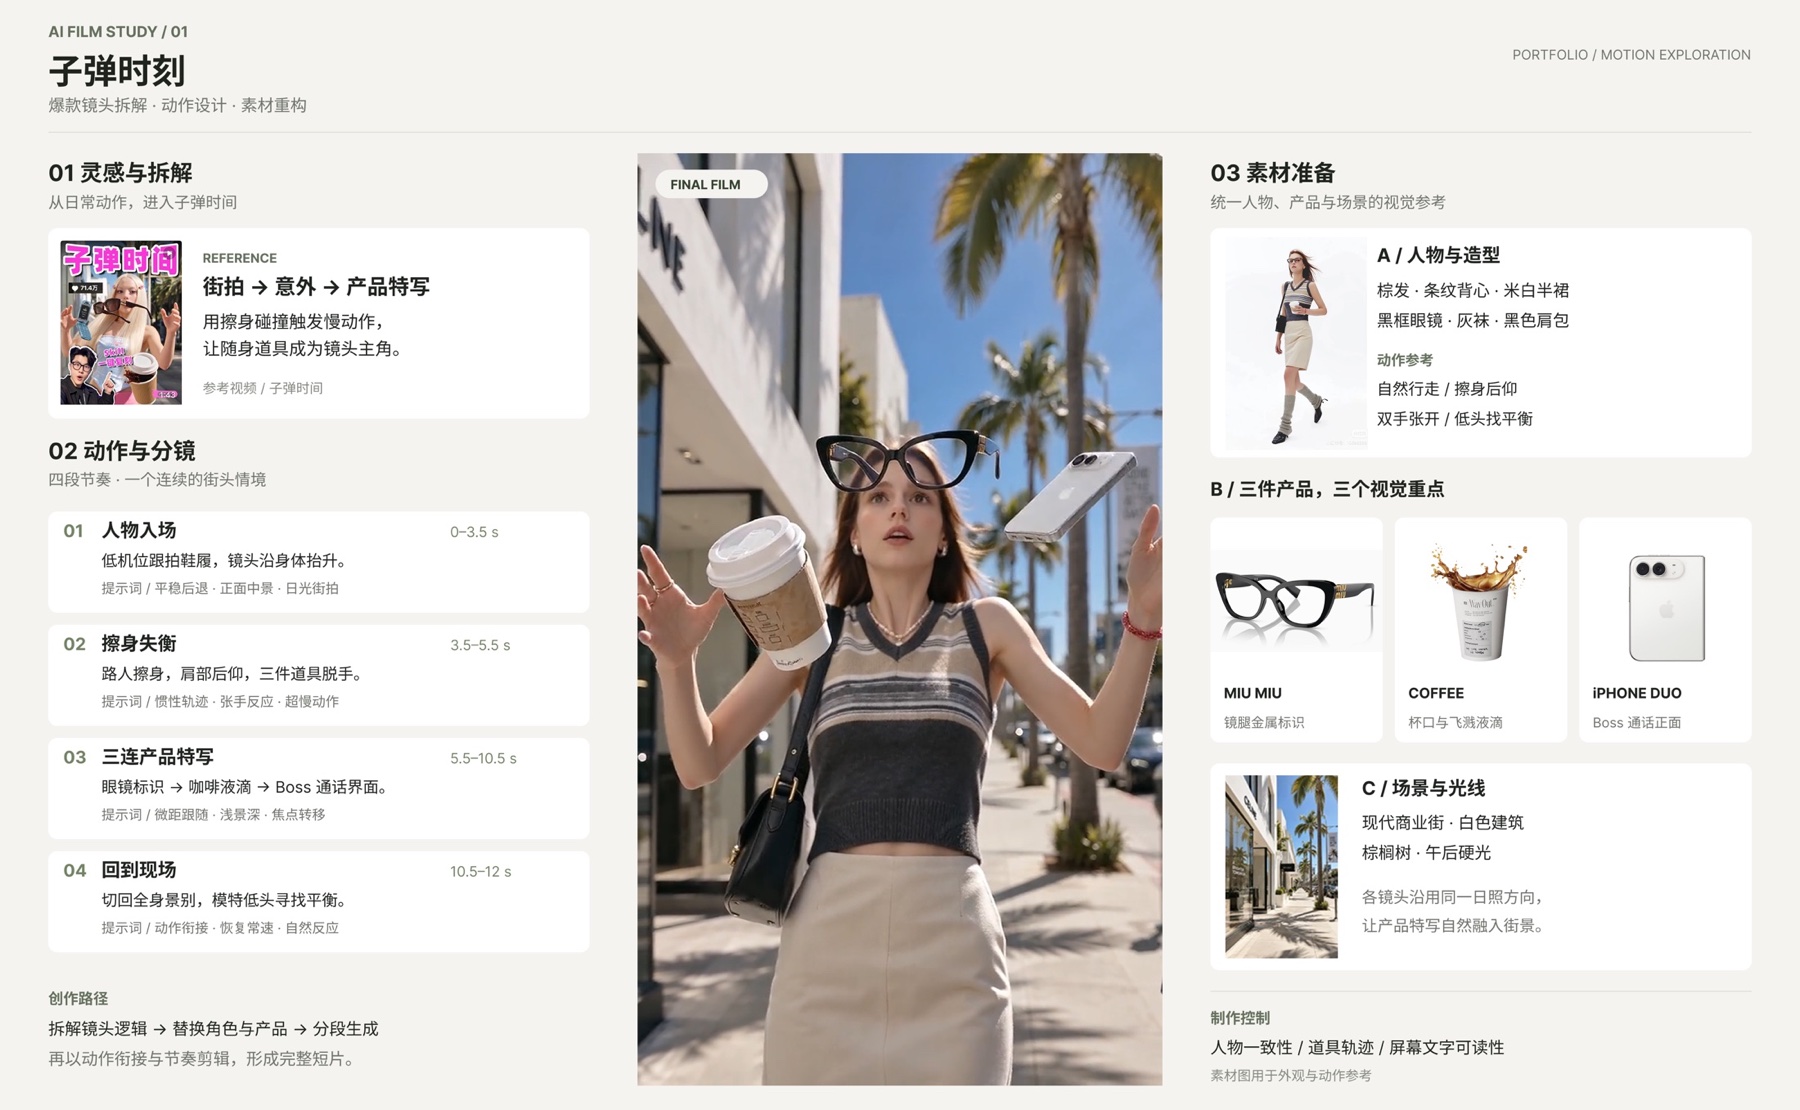 AI FILM STUDY / 01
子弹时刻
爆款镜头拆解 · 动作设计 · 素材重构
PORTFOLIO / MOTION EXPLORATION
01 灵感与拆解
从日常动作，进入子弹时间
子弹时间
71.4万
REFERENCE
街拍 → 意外 → 产品特写
用擦身碰撞触发慢动作，
让随身道具成为镜头主角。
参考视频 / 子弹时间
02 动作与分镜
四段节奏 · 一个连续的街头情境
01 人物入场 0–3.5 s
低机位跟拍鞋履，镜头沿身体抬升。
提示词 / 平稳后退 · 正面中景 · 日光街拍
02 擦身失衡 3.5–5.5 s
路人擦身，肩部后仰，三件道具脱手。
提示词 / 惯性轨迹 · 张手反应 · 超慢动作
03 三连产品特写 5.5–10.5 s
眼镜标识 → 咖啡液滴 → Boss 通话界面。
提示词 / 微距跟随 · 浅景深 · 焦点转移
04 回到现场 10.5–12 s
切回全身景别，模特低头寻找平衡。
提示词 / 动作衔接 · 恢复常速 · 自然反应
创作路径
拆解镜头逻辑 → 替换角色与产品 → 分段生成
再以动作衔接与节奏剪辑，形成完整短片。
FINAL FILM
03 素材准备
统一人物、产品与场景的视觉参考
A / 人物与造型
棕发 · 条纹背心 · 米白半裙
黑框眼镜 · 灰袜 · 黑色肩包
动作参考
自然行走 / 擦身后仰
双手张开 / 低头找平衡
B / 三件产品，三个视觉重点
MIU MIU
镜腿金属标识
COFFEE
杯口与飞溅液滴
iPHONE DUO
Boss 通话正面
C / 场景与光线
现代商业街 · 白色建筑
棕榈树 · 午后硬光
各镜头沿用同一日照方向，
让产品特写自然融入街景。
制作控制
人物一致性 / 道具轨迹 / 屏幕文字可读性
素材图用于外观与动作参考